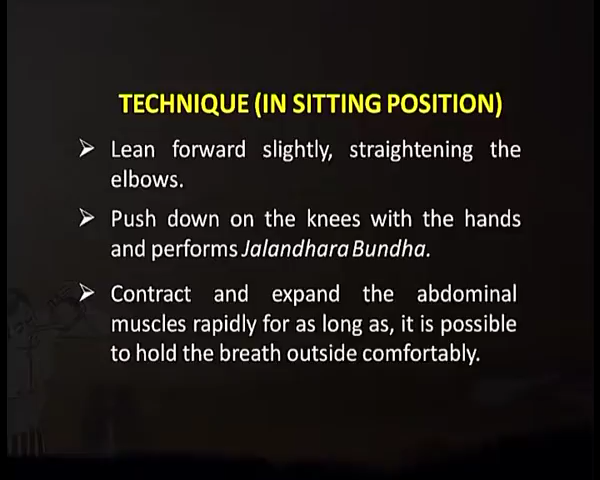 TECHNIQUE (IN SITTING POSITION)
➢ Lean forward slightly, straightening the
elbows.
➢ Push down on the knees with the hands
and performs Jalandhara Bundha.
➢ Contract and expand the abdominal
muscles rapidly for as long as, it is possible
to hold the breath outside comfortably.